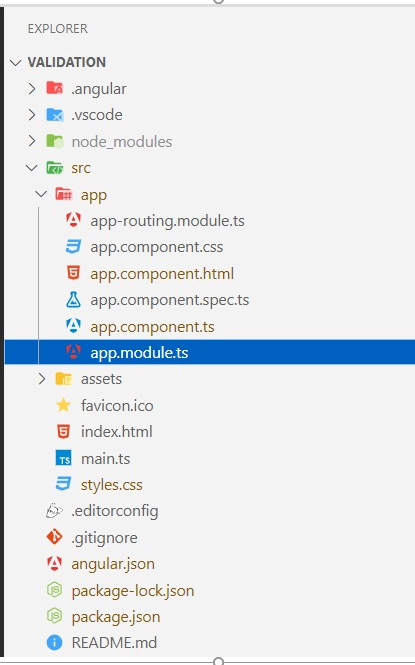 EXPLORER
VALIDATION
.angular
.vscode
node_modules
src
app
app-routing.module.ts
app.component.css
app.component.html
app.component.spec.ts
app.component.ts
app.module.ts
assets
favicon.ico
index.html
TS main.ts
styles.css
.editorconfig
.gitignore
angular.json
package-lock.json
package.json
README.md